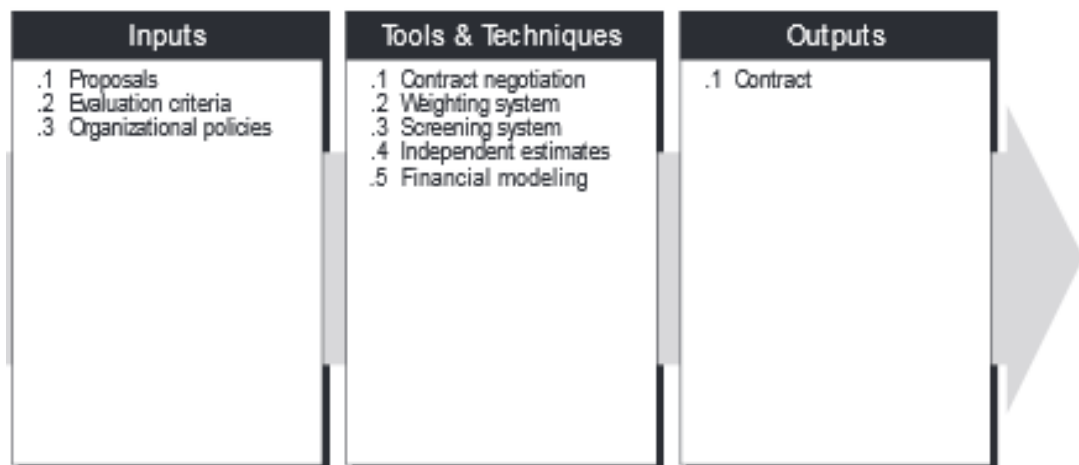 Inputs
.1 Proposals
.2 Evaluation criteria
.3 Organizational policies
Tools & Techniques
.1 Contract negotiation
.2 Weighting system
.3 Screening system
.4 Independent estimates
.5 Financial modeling
Outputs
.1 Contract